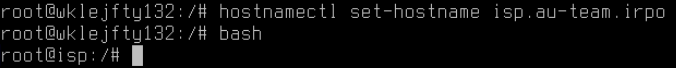 root@wklejfty132:/# hostnamectl set-hostname isp.au-team.irpo
root@wklejfty132:/# bash
root@isp:/#